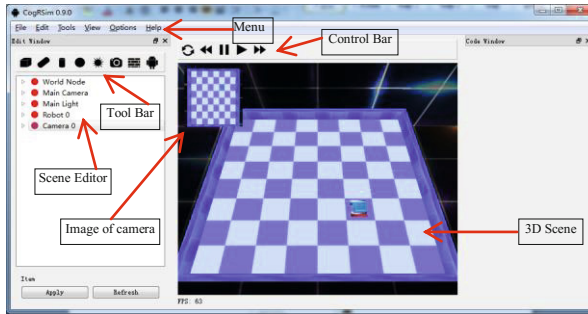 CogRSim 0.9.0
File Edit Tools View Options Help
Menu
Edit Window
Control Bar
Code Window
World Node
Main Camera
Main Light
Robot 0
Camera 0
Tool Bar
Scene Editor
Image of camera
3D Scene
Item
Apply Refresh
FPS: 63